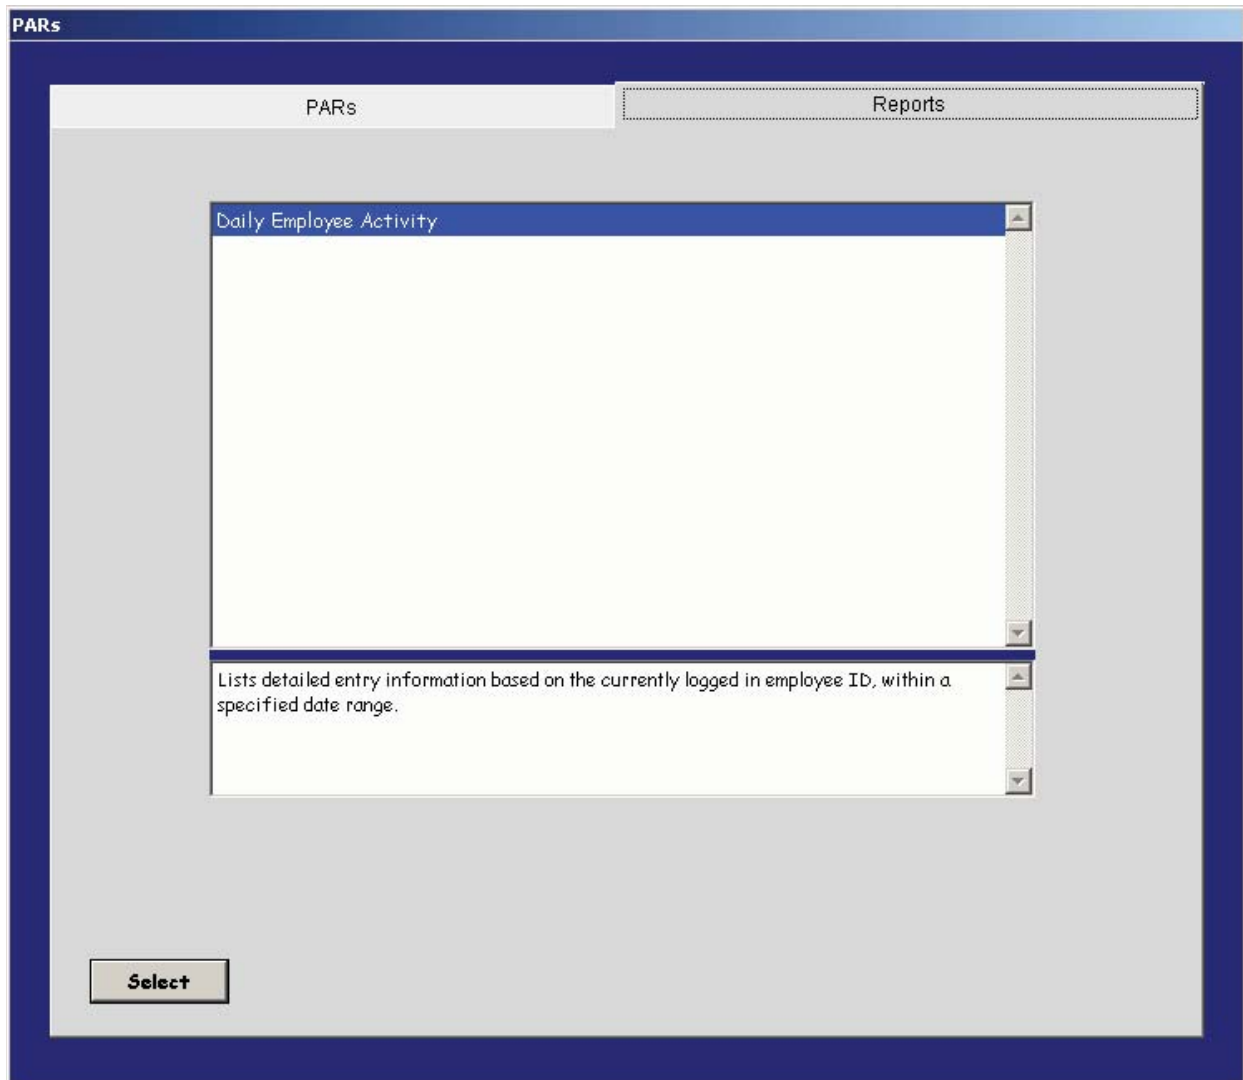 PARs
PARs
Reports
Daily Employee Activity
Lists detailed entry information based on the currently logged in employee ID, within a
specified date range.
Select